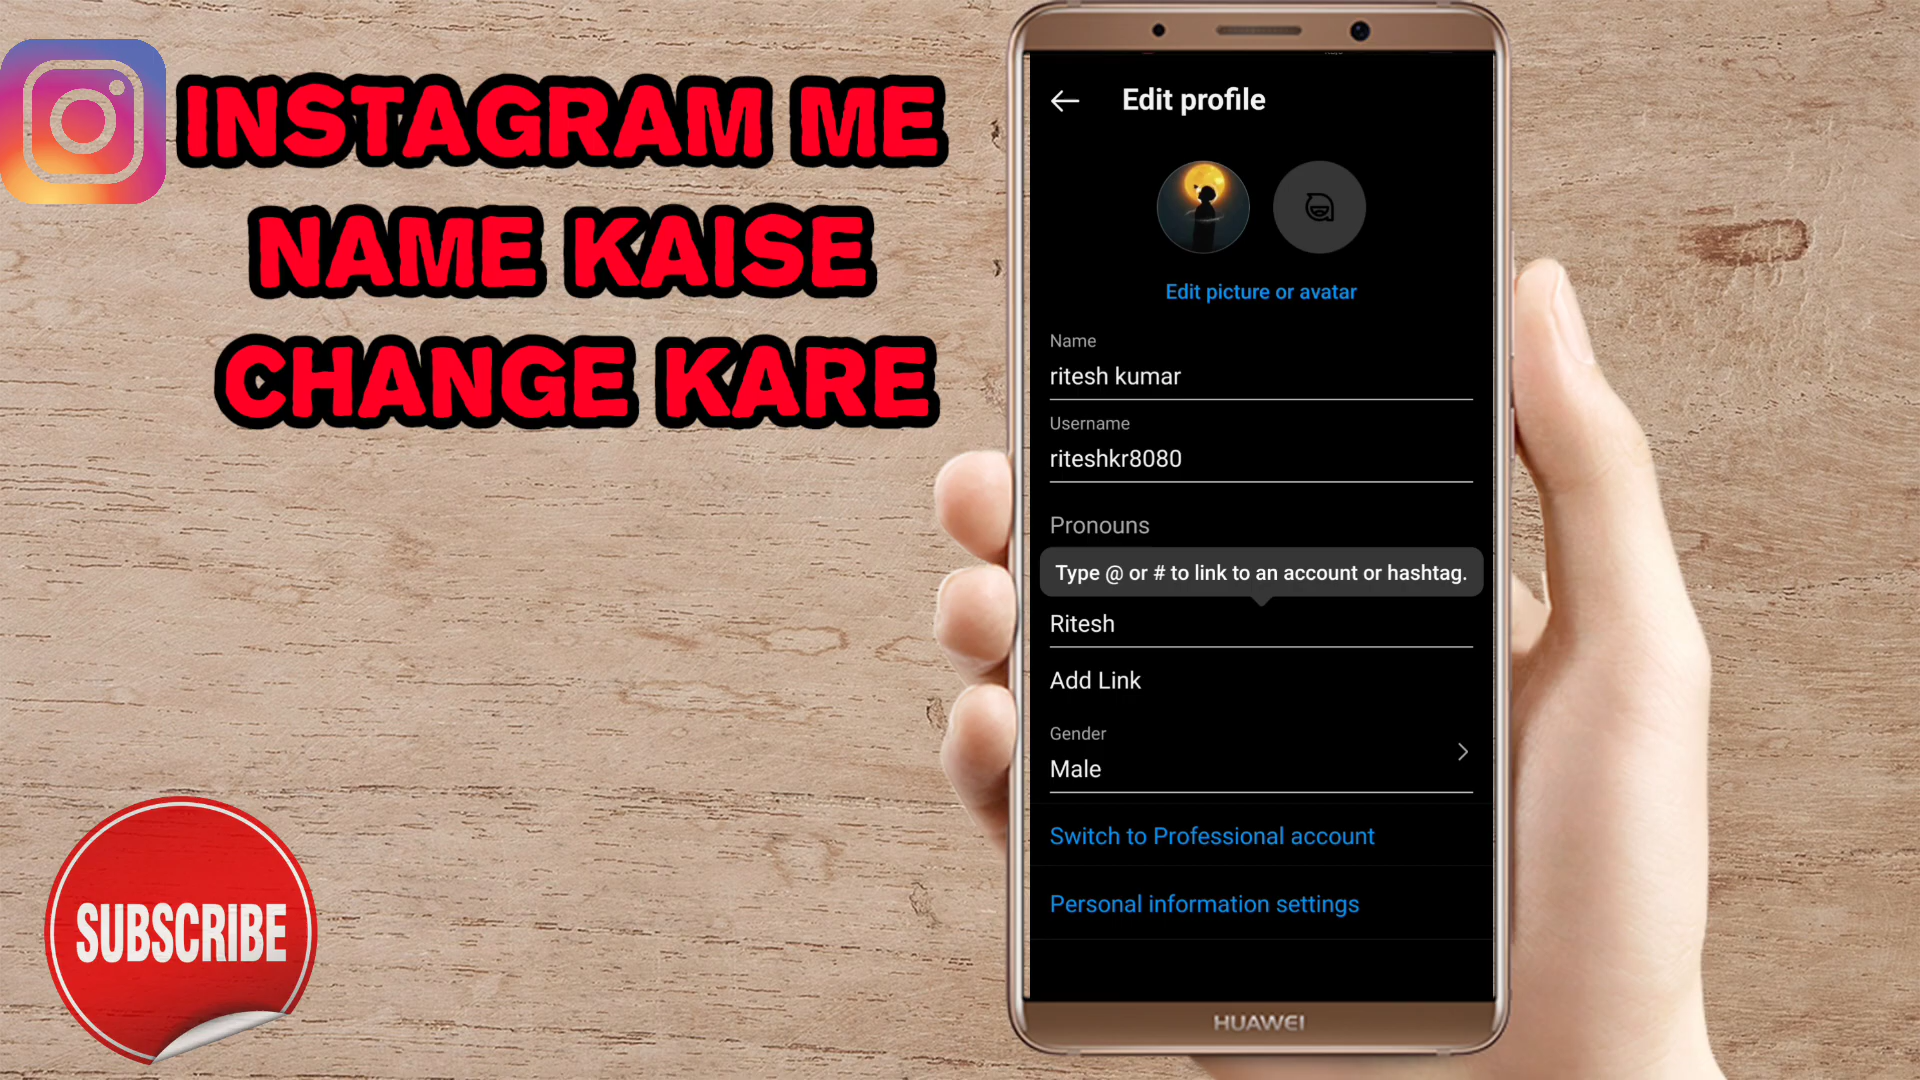 INSTAGRAM ME
NAME KAISE
CHANGE KARE
SUBSCRIBE
Edit profile
Edit picture or avatar
Name
ritesh kumar
Username
riteshkr8080
Pronouns
Type @ or # to link to an account or hashtag.
Ritesh
Add Link
Gender
Male
Switch to Professional account
Personal information settings
HUAWEI